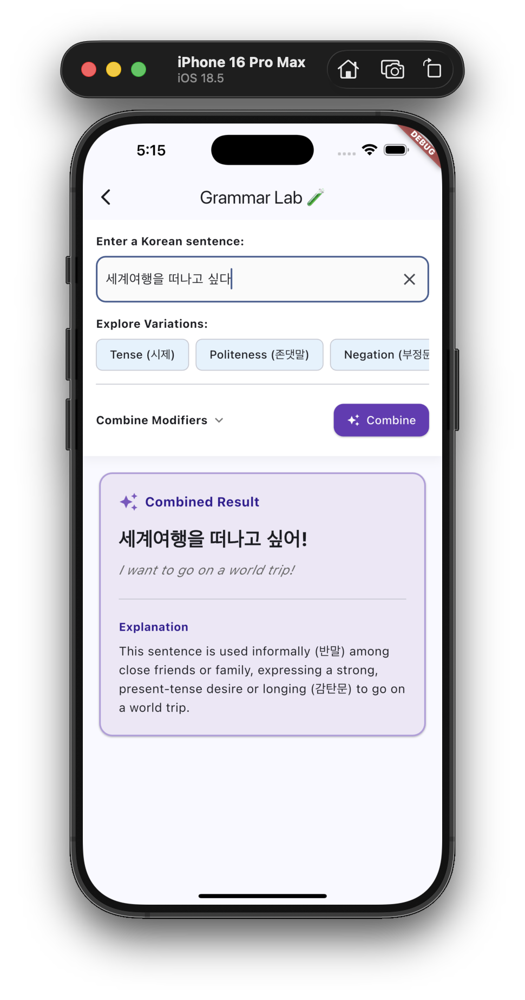 iPhone 16 Pro Max
iOS 18.5
5:15
DEBUG
Grammar Lab
Enter a Korean sentence:
세계여행을 떠나고 싶다
Explore Variations:
Tense (시제)
Politeness (존댓말)
Negation (부정문
Combine Modifiers
Combine
Combined Result
세계여행을 떠나고 싶어!
I want to go on a world trip!
Explanation
This sentence is used informally (반말) among
close friends or family, expressing a strong,
present-tense desire or longing (감탄문) to go on
a world trip.